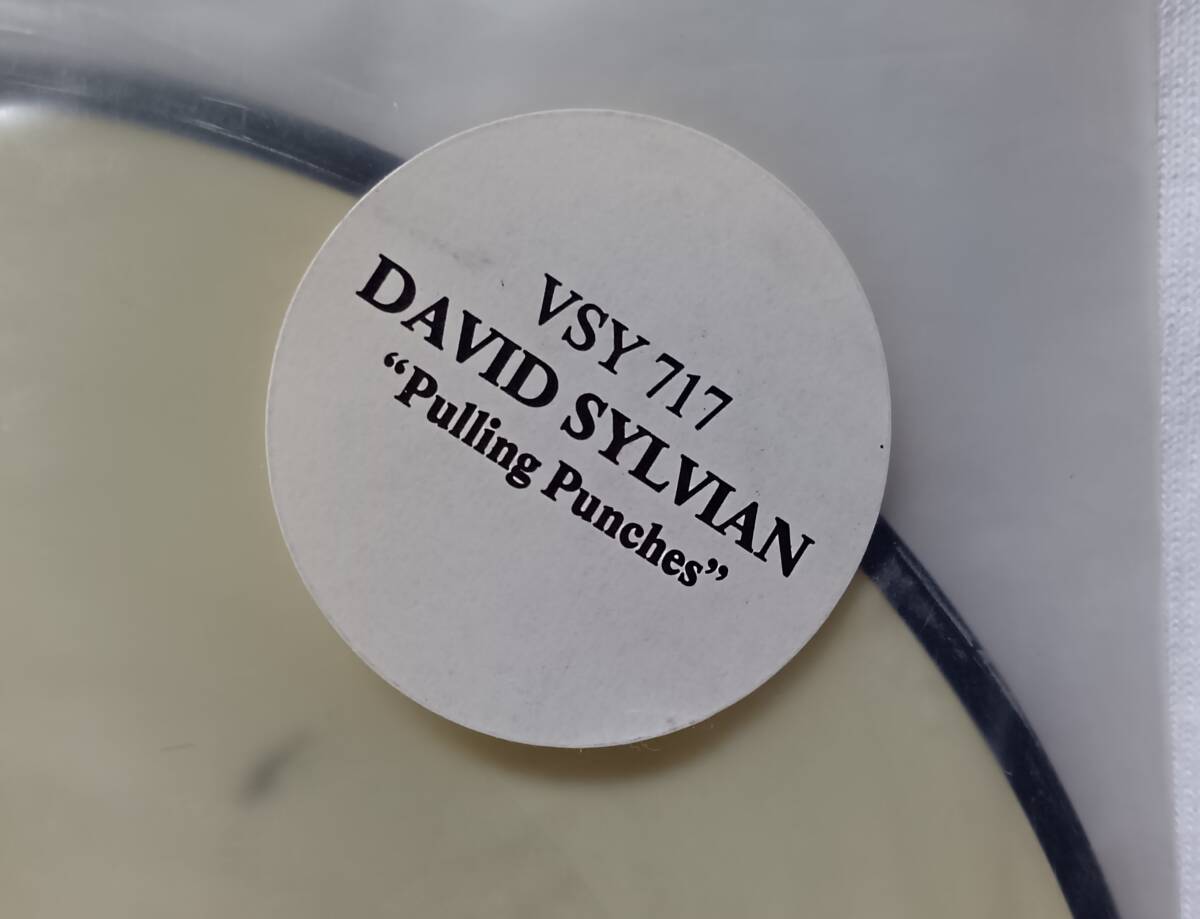 VSY 717
DAVID SYLVIAN
“Pulling Punches”